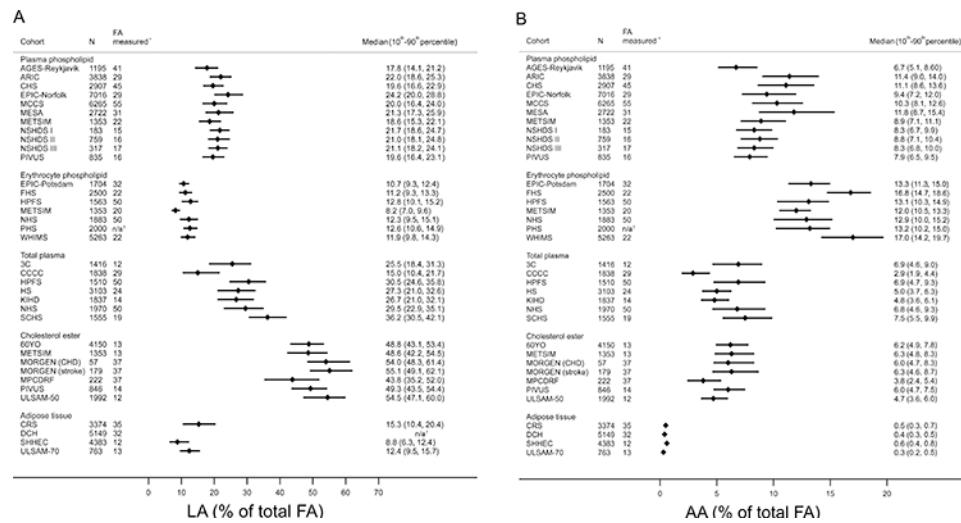 A
Cohort N FA measured* Median (10th-90th percentile)
Plasma phospholipid
AGES-Reykjavik 1195 41 17.8 (14.1, 21.2)
ARIC 3838 29 22.0 (18.6, 25.3)
CHS 2907 45 19.6 (16.6, 22.9)
EPIC-Norfolk 7016 29 24.2 (20.0, 28.8)
MCCS 6265 55 20.0 (16.4, 24.0)
MESA 2722 31 21.3 (17.3, 25.9)
METSIM 1353 22 18.6 (15.3, 22.1)
NSHDS I 183 15 21.7 (18.6, 24.7)
NSHDS II 759 16 21.0 (18.1, 24.8)
NSHDS III 317 17 21.1 (18.2, 24.1)
PIVUS 835 16 19.6 (16.4, 23.1)
Erythrocyte phospholipid
EPIC-Potsdam 1704 32 10.7 (9.3, 12.4)
FHS 2500 22 11.2 (9.3, 13.3)
HPFS 1563 50 12.8 (10.1, 15.2)
METSIM 1353 20 8.2 (7.0, 9.6)
NHS 1883 50 12.3 (9.5, 15.1)
PHS 2000 n/a 12.6 (10.6, 14.9)
WHIMS 5263 22 11.9 (9.8, 14.3)
Total plasma
3C 1416 12 25.5 (18.4, 31.3)
CCCC 1838 29 15.0 (10.4, 21.7)
HPFS 1510 50 30.5 (24.6, 35.8)
HS 3103 24 27.3 (21.0, 32.6)
KIHD 1837 14 26.7 (21.0, 32.1)
NHS 1970 50 29.5 (22.9, 35.1)
SCHS 1555 19 36.2 (30.5, 42.1)
Cholesterol ester
60YO 4150 13 48.8 (43.1, 53.4)
METSIM 1353 13 48.6 (42.2, 54.5)
MORGEN (CHD) 57 37 54.0 (48.3, 61.4)
MORGEN (stroke) 179 37 55.1 (49.1, 62.1)
MPCDRF 222 37 43.8 (35.2, 52.0)
PIVUS 846 14 49.3 (43.5, 54.4)
ULSAM-50 1992 12 54.5 (47.1, 60.0)
Adipose tissue
CRS 3374 35 15.3 (10.4, 20.4)
DCH 5149 32 n/a
SHHEC 4383 12 8.8 (6.3, 12.4)
ULSAM-70 763 13 12.4 (9.5, 15.7)
0 10 20 30 40 50 60 70
LA (% of total FA)
B
Cohort N FA measured* Median (10th-90th percentile)
Plasma phospholipid
AGES-Reykjavik 1195 41 6.7 (5.1, 8.60)
ARIC 3838 29 11.4 (9.0, 14.0)
CHS 2907 45 11.1 (8.6, 13.6)
EPIC-Norfolk 7016 29 9.4 (7.2, 12.0)
MCCS 6265 55 10.3 (8.1, 12.6)
MESA 2722 31 11.8 (8.7, 15.4)
METSIM 1353 22 8.9 (7.1, 11.1)
NSHDS I 183 15 8.3 (6.7, 9.9)
NSHDS II 759 16 8.8 (7.1, 10.4)
NSHDS III 317 17 8.3 (6.8, 10.0)
PIVUS 835 16 7.9 (6.5, 9.5)
Erythrocyte phospholipid
EPIC-Potsdam 1704 32 13.3 (11.3, 15.0)
FHS 2500 22 16.8 (14.7, 18.6)
HPFS 1563 50 13.1 (10.3, 14.9)
METSIM 1353 20 12.0 (10.5, 13.3)
NHS 1883 50 12.9 (10.0, 15.2)
PHS 2000 n/a 13.2 (10.2, 15.0)
WHIMS 5263 22 17.0 (14.2, 19.7)
Total plasma
3C 1416 12 6.9 (4.6, 9.0)
CCCC 1838 29 2.9 (1.9, 4.4)
HPFS 1510 50 6.9 (4.7, 9.3)
HS 3103 24 5.0 (3.7, 6.3)
KIHD 1837 14 4.8 (3.6, 6.1)
NHS 1970 50 6.8 (4.6, 9.3)
SCHS 1555 19 7.5 (5.5, 9.9)
Cholesterol ester
60YO 4150 13 6.2 (4.9, 7.8)
METSIM 1353 13 6.3 (4.8, 8.3)
MORGEN (CHD) 57 37 6.0 (4.7, 8.3)
MORGEN (stroke) 179 37 6.3 (4.6, 8.7)
MPCDRF 222 37 3.8 (2.4, 5.4)
PIVUS 846 14 6.0 (4.7, 7.5)
ULSAM-50 1992 12 4.7 (3.6, 6.0)
Adipose tissue
CRS 3374 35 0.5 (0.3, 0.7)
DCH 5149 32 0.4 (0.3, 0.5)
SHHEC 4383 12 0.6 (0.4, 0.8)
ULSAM-70 763 13 0.3 (0.2, 0.5)
0 5 10 15 20
AA (% of total FA)